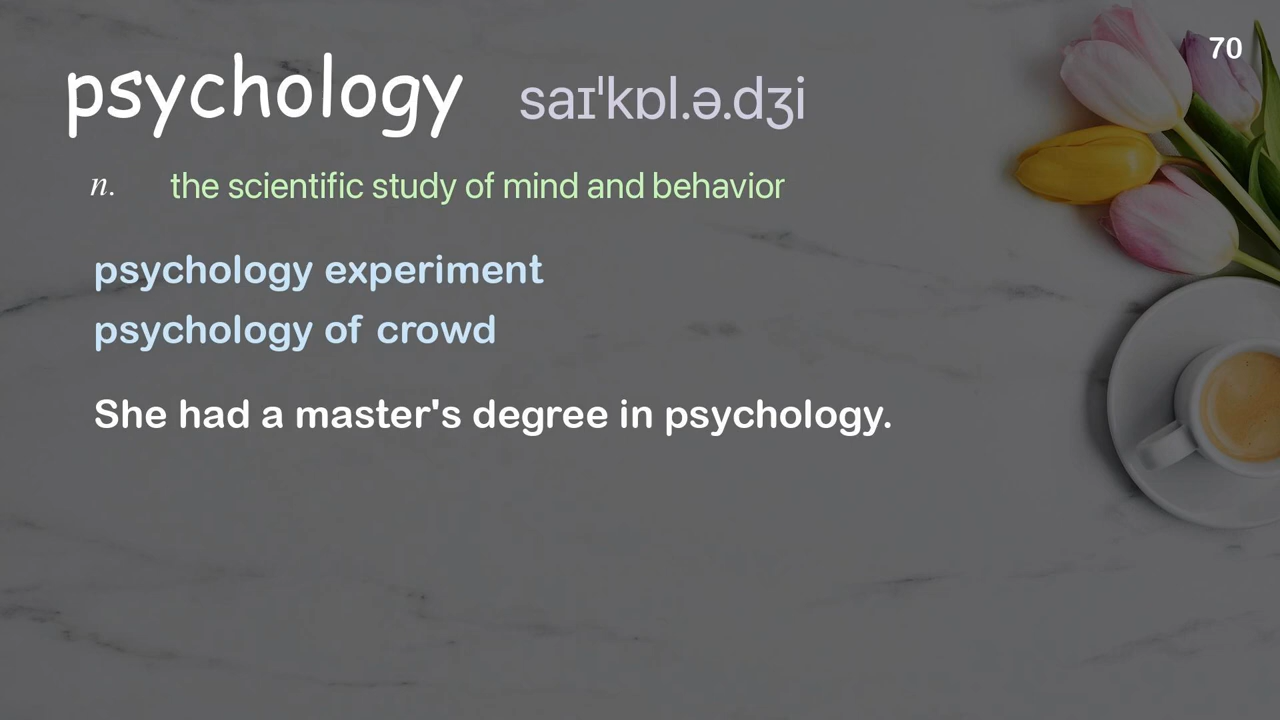 70
psychology saɪˈkɒl.ə.dʒi
n. the scientific study of mind and behavior
psychology experiment
psychology of crowd
She had a master's degree in psychology.